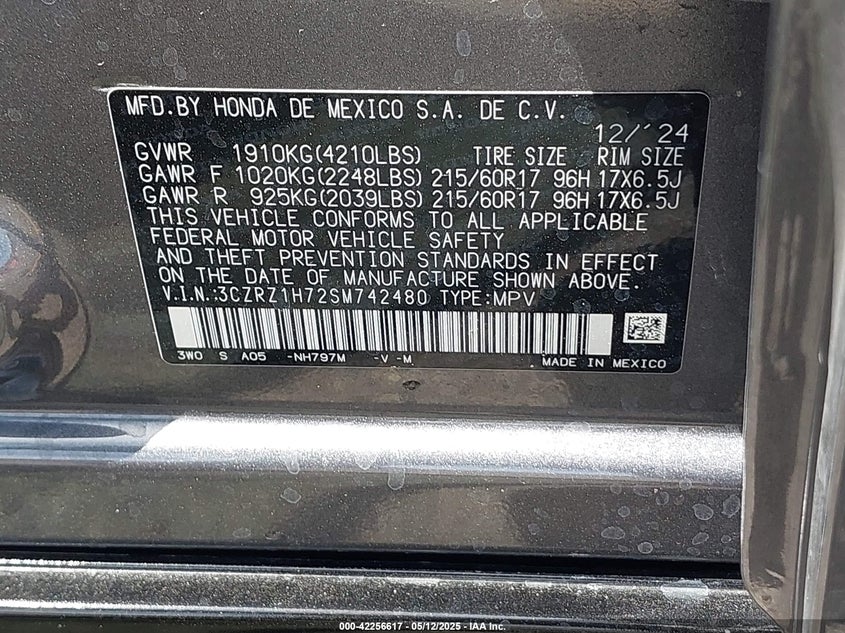 MFD.BY HONDA DE MEXICO S.A. DE C.V.
12/'24
GVWR 1910KG(4210LBS) TIRE SIZE RIM SIZE
GAWR F 1020KG(2248LBS) 215/60R17 96H 17X6.5J
GAWR R 925KG(2039LBS) 215/60R17 96H 17X6.5J
THIS VEHICLE CONFORMS TO ALL APPLICABLE
FEDERAL MOTOR VEHICLE SAFETY
AND THEFT PREVENTION STANDARDS IN EFFECT
ON THE DATE OF MANUFACTURE SHOWN ABOVE.
V.I.N.:3CZRZ1H72SM742480 TYPE:MPV
3W0 S A05 -NH797M -V -M MADE IN MEXICO
000-42256617 - 05/12/2025 - IAA Inc.